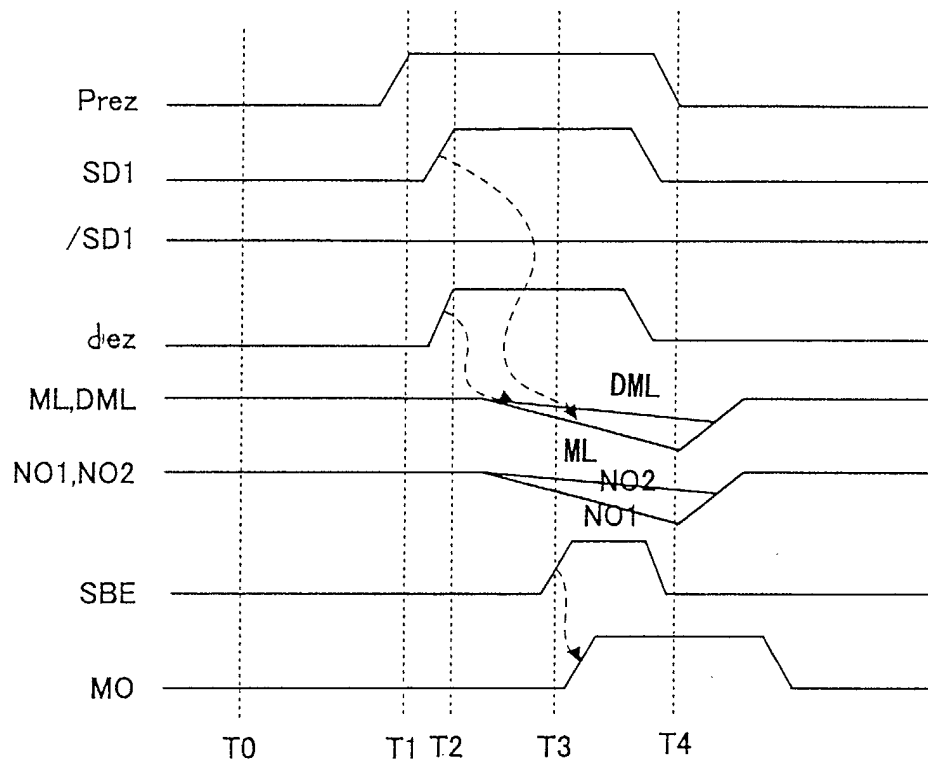 Prez
SD1
/SD1
dez
ML,DML
DML
ML
NO1,NO2
NO2
NO1
SBE
MO
T0 T1 T2 T3 T4